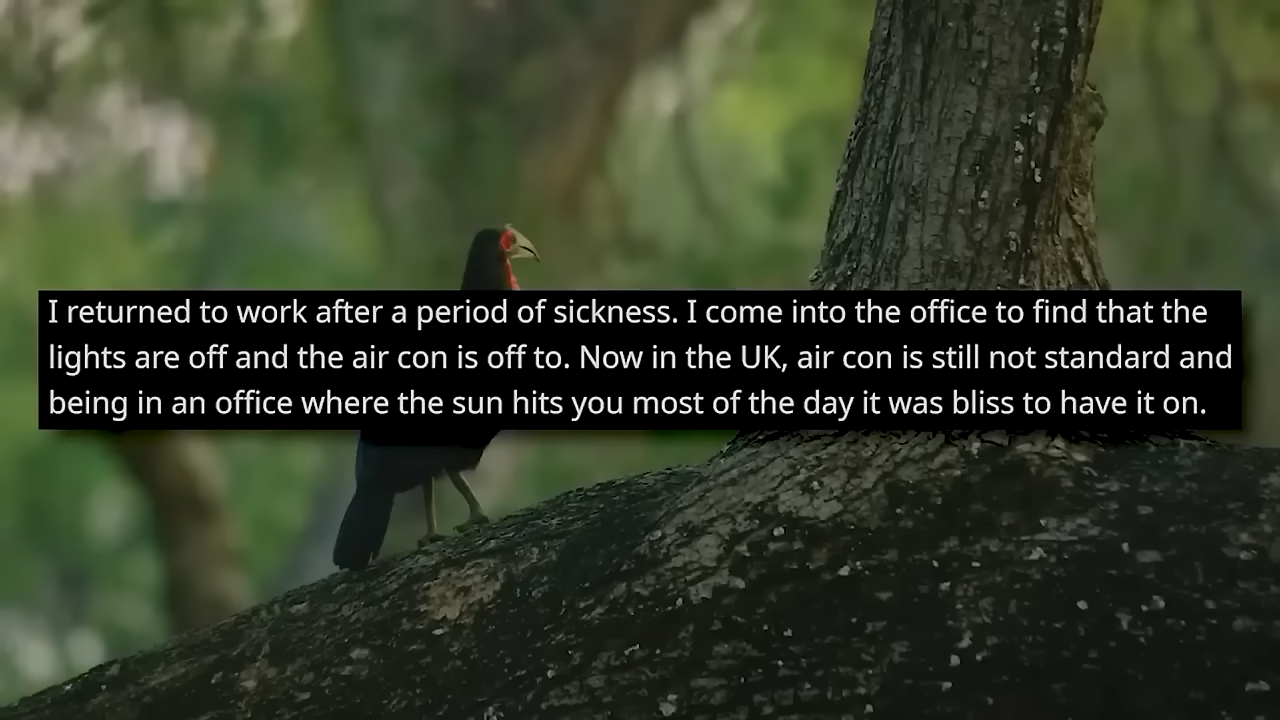 I returned to work after a period of sickness. I come into the office to find that the
lights are off and the air con is off to. Now in the UK, air con is still not standard and
being in an office where the sun hits you most of the day it was bliss to have it on.